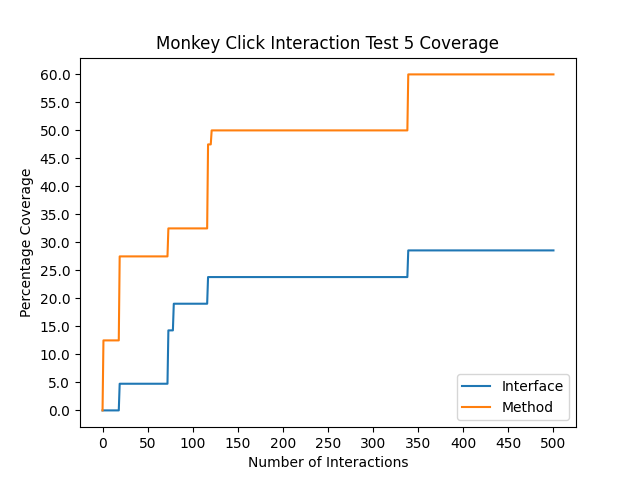 Monkey Click Interaction Test 5 Coverage
60.0
55.0
50.0
45.0
40.0
35.0
30.0
25.0
20.0
15.0
10.0
5.0
0.0
Percentage Coverage
Interface
Method
0 50 100 150 200 250 300 350 400 450 500
Number of Interactions